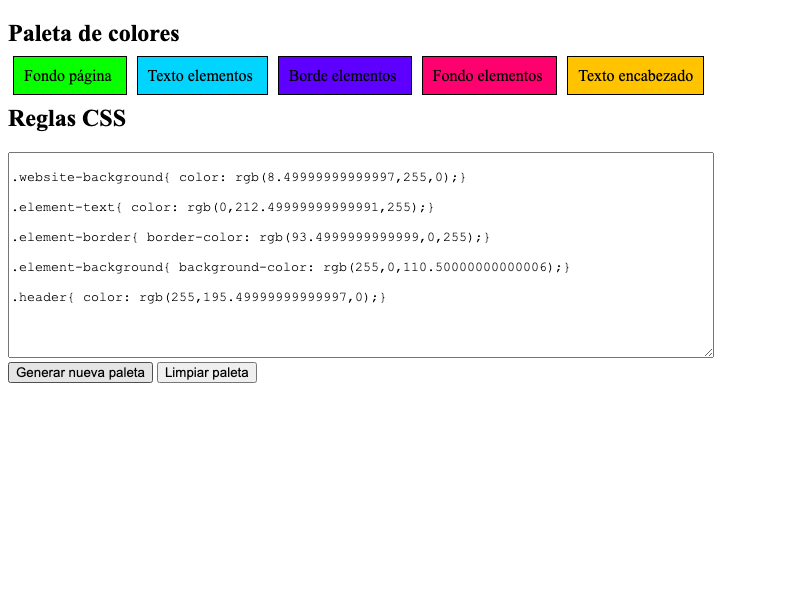 Paleta de colores
Fondo página Texto elementos Borde elementos Fondo elementos Texto encabezado
Reglas CSS
.website-background{ color: rgb(8.49999999999997,255,0);}
.element-text{ color: rgb(0,212.49999999999991,255);}
.element-border{ border-color: rgb(93.4999999999999,0,255);}
.element-background{ background-color: rgb(255,0,110.50000000000006);}
.header{ color: rgb(255,195.49999999999997,0);}
Generar nueva paleta Limpiar paleta